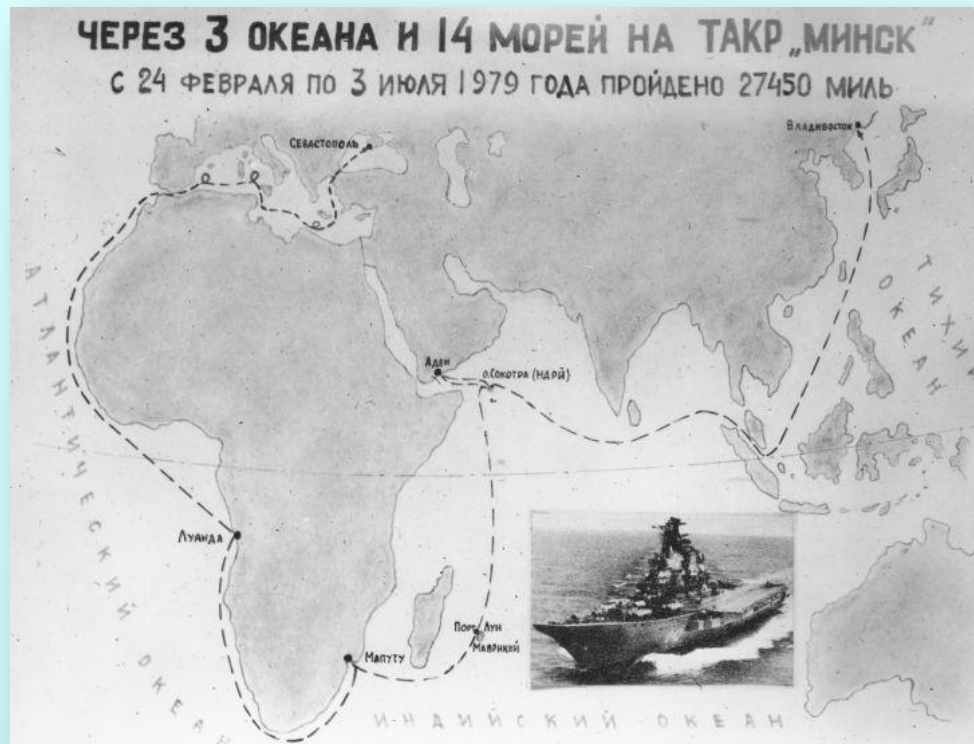 ЧЕРЕЗ 3 ОКЕАНА И 14 МОРЕЙ НА ТАКР „МИНСК"
С 24 ФЕВРАЛЯ ПО 3 ИЮЛЯ 1979 ГОДА ПРОЙДЕНО 27450 МИЛЬ
ВЛАДИВОСТОК
СЕВАСТОПОЛЬ
ТИХИЙ
ОКЕАН
АТЛАНТИЧЕСКИЙ ОКЕАН
АДЕН
О.СОКОТРА (НДРЙ)
ЛУАНДА
ПОРТ ЛУИ
МАВРИКИЙ
МАПУТУ
ИНДИЙСКИЙ ОКЕАН